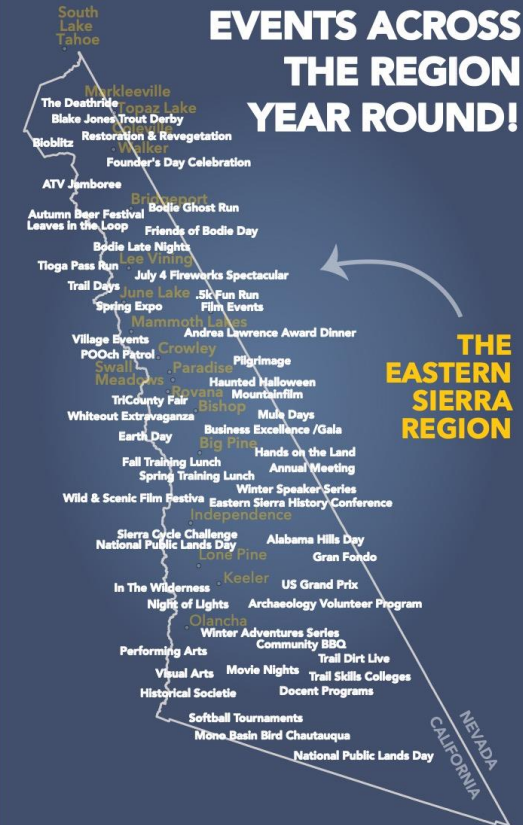 South
Lake
Tahoe
EVENTS ACROSS
THE REGION
YEAR ROUND!
Markleeville
The Deathride
Topaz Lake
Blake Jones Trout Derby
Coleville
Restoration & Revegetation
Bioblitz
Walker
Founder's Day Celebration
ATV Jamboree
Bridgeport
Bodie Ghost Run
Autumn Beer Festival
Leaves in the Loop
Friends of Bodie Day
Bodie Late Nights
Lee Vining
Tioga Pass Run
July 4 Fireworks Spectacular
Trail Days
June Lake
.5k Fun Run
Spring Expo
Film Events
Mammoth Lakes
Andrea Lawrence Award Dinner
Village Events
POOch Patrol
Crowley
Pilgrimage
Swall
Meadows
Paradise
Haunted Halloween
Rovana
Mountainfilm
TriCounty Fair
Bishop
Whiteout Extravaganza
Mule Days
Business Excellence /Gala
Earth Day
Big Pine
Hands on the Land
Fall Training Lunch
Annual Meeting
Spring Training Lunch
Winter Speaker Series
Wild & Scenic Film Festiva
Eastern Sierra History Conference
Independence
Sierra Cycle Challenge
Alabama Hills Day
National Public Lands Day
Lone Pine
Gran Fondo
Keeler
In The Wilderness
US Grand Prix
Night of Lights
Archaeology Volunteer Program
Olancha
Winter Adventures Series
Community BBQ
Performing Arts
Trail Dirt Live
Visual Arts
Movie Nights
Trail Skills Colleges
Historical Societie
Docent Programs
Softball Tournaments
Mono Basin Bird Chautauqua
National Public Lands Day
THE
EASTERN
SIERRA
REGION
NEVADA
CALIFORNIA